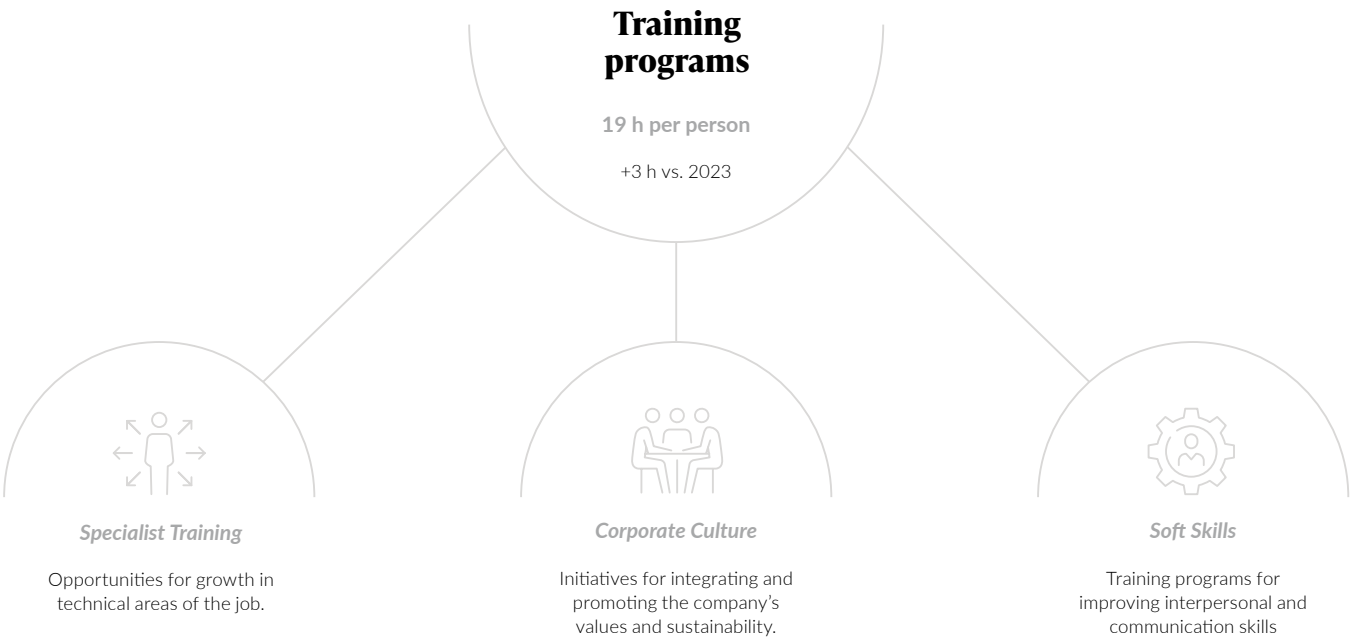 Training
programs
19 h per person
+3 h vs. 2023
Specialist Training
Opportunities for growth in
technical areas of the job.
Corporate Culture
Initiatives for integrating and
promoting the company's
values and sustainability.
Soft Skills
Training programs for
improving interpersonal and
communication skills